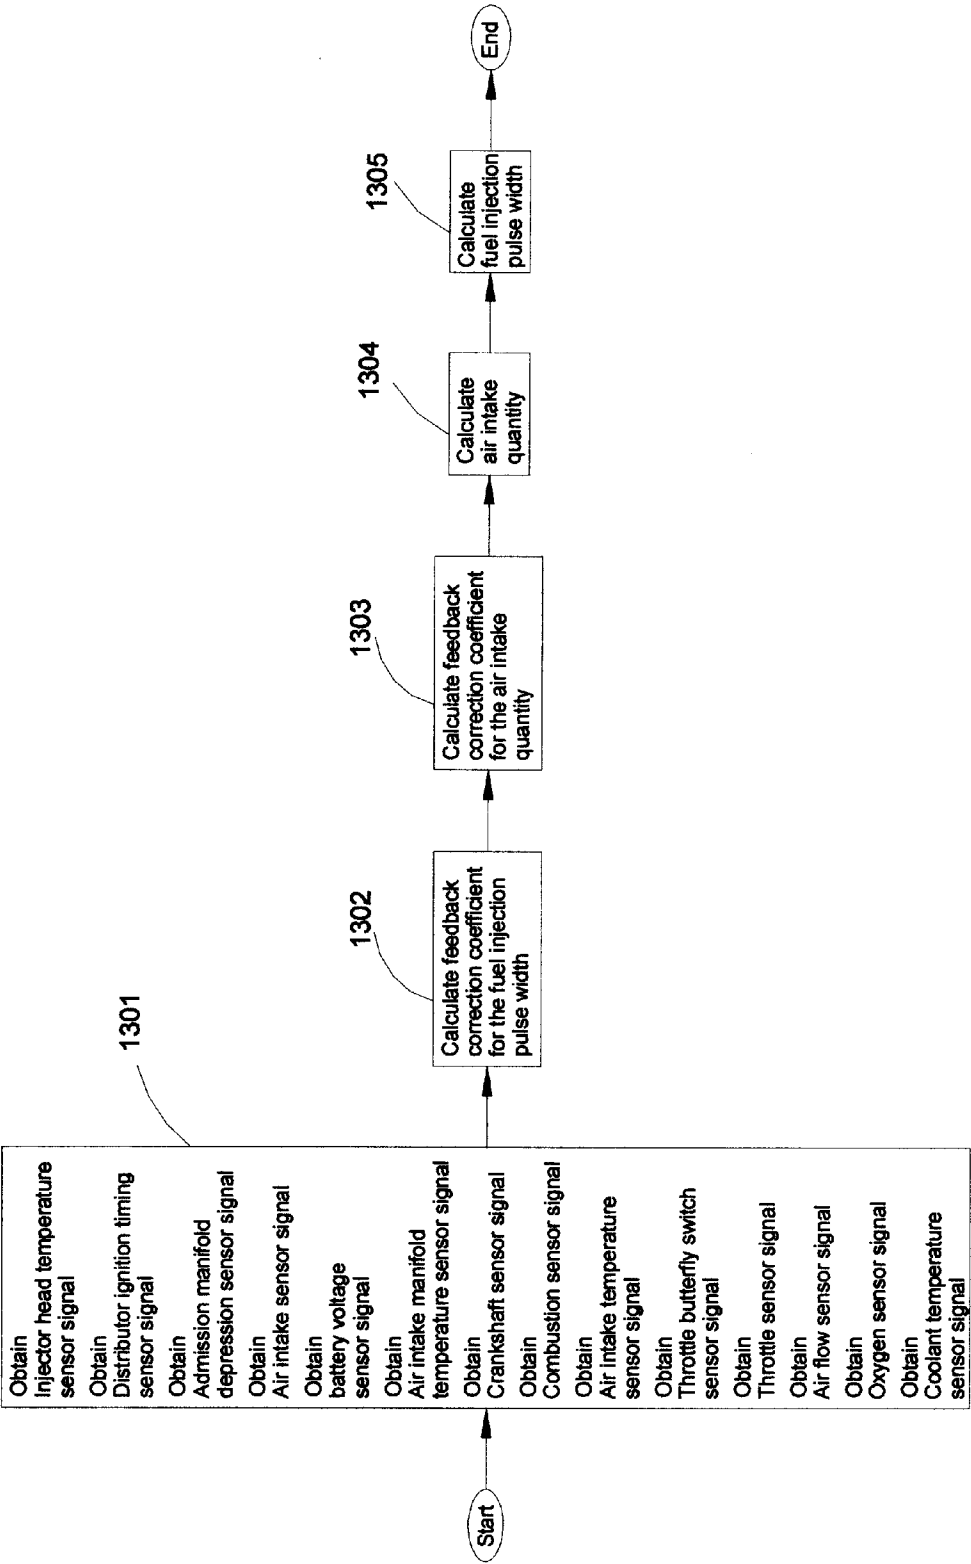 Start
1301
Obtain
Injector head temperature
sensor signal
Obtain
Distributor ignition timing
sensor signal
Obtain
Admission manifold
depression sensor signal
Obtain
Air intake sensor signal
Obtain
battery voltage
sensor signal
Obtain
Air intake manifold
temperature sensor signal
Obtain
Crankshaft sensor signal
Obtain
Combustion sensor signal
Obtain
Air intake temperature
sensor signal
Obtain
Throttle butterfly switch
sensor signal
Obtain
Throttle sensor signal
Obtain
Air flow sensor signal
Obtain
Oxygen sensor signal
Obtain
Coolant temperature
sensor signal
1302
Calculate feedback
correction coefficient
for the fuel injection
pulse width
1303
Calculate feedback
correction coefficient
for the air intake
quantity
1304
Calculate
air intake
quantity
1305
Calculate
fuel injection
pulse width
End